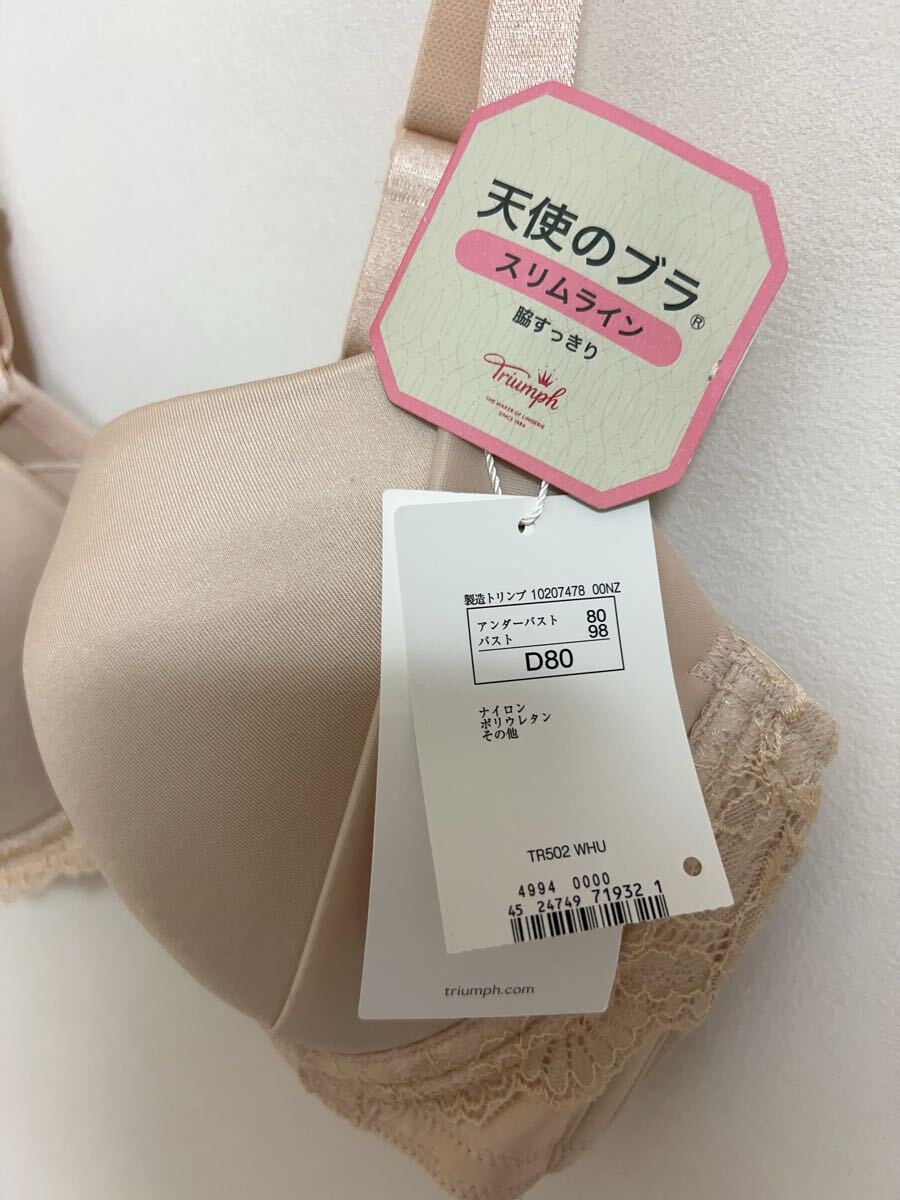 天使のブラ®
スリムライン
脇すっきり
Triumph
THE MAKER OF LINGERIE
SINCE 1886
製造トリンプ 10207478 00NZ
アンダーバスト 80
バスト 98
D80
ナイロン
ポリウレタン
その他
TR502 WHU
4994 0000
45 24749 71932 1
triumph.com